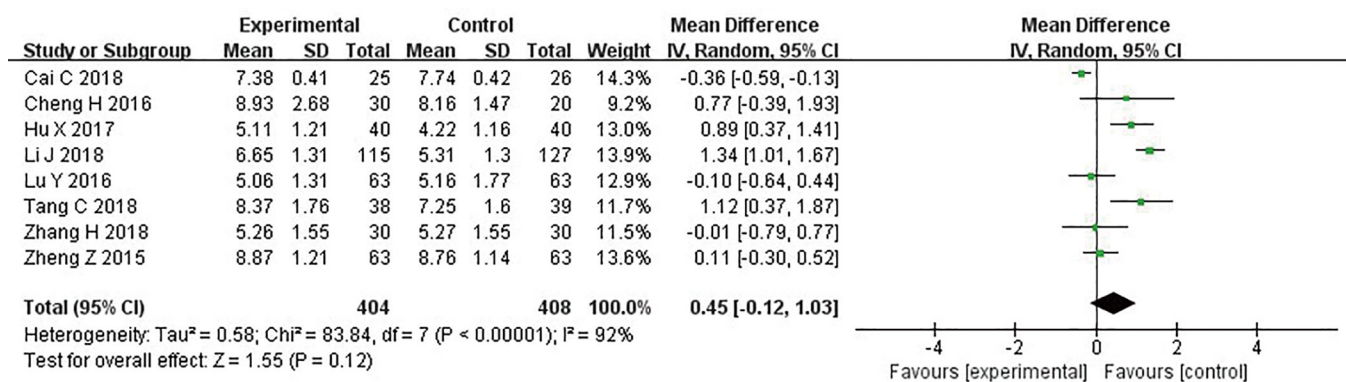 Experimental Control Mean Difference Mean Difference
Study or Subgroup Mean SD Total Mean SD Total Weight IV, Random, 95% CI IV, Random, 95% CI
Cai C 2018 7.38 0.41 25 7.74 0.42 26 14.3% -0.36 [-0.59, -0.13]
Cheng H 2016 8.93 2.68 30 8.16 1.47 20 9.2% 0.77 [-0.39, 1.93]
Hu X 2017 5.11 1.21 40 4.22 1.16 40 13.0% 0.89 [0.37, 1.41]
Li J 2018 6.65 1.31 115 5.31 1.3 127 13.9% 1.34 [1.01, 1.67]
Lu Y 2016 5.06 1.31 63 5.16 1.77 63 12.9% -0.10 [-0.64, 0.44]
Tang C 2018 8.37 1.76 38 7.25 1.6 39 11.7% 1.12 [0.37, 1.87]
Zhang H 2018 5.26 1.55 30 5.27 1.55 30 11.5% -0.01 [-0.79, 0.77]
Zheng Z 2015 8.87 1.21 63 8.76 1.14 63 13.6% 0.11 [-0.30, 0.52]
Total (95% CI) 404 408 100.0% 0.45 [-0.12, 1.03]
Heterogeneity: Tau² = 0.58; Chi² = 83.84, df = 7 (P < 0.00001); I² = 92%
Test for overall effect: Z = 1.55 (P = 0.12)
-4 -2 0 2 4
Favours [experimental] Favours [control]